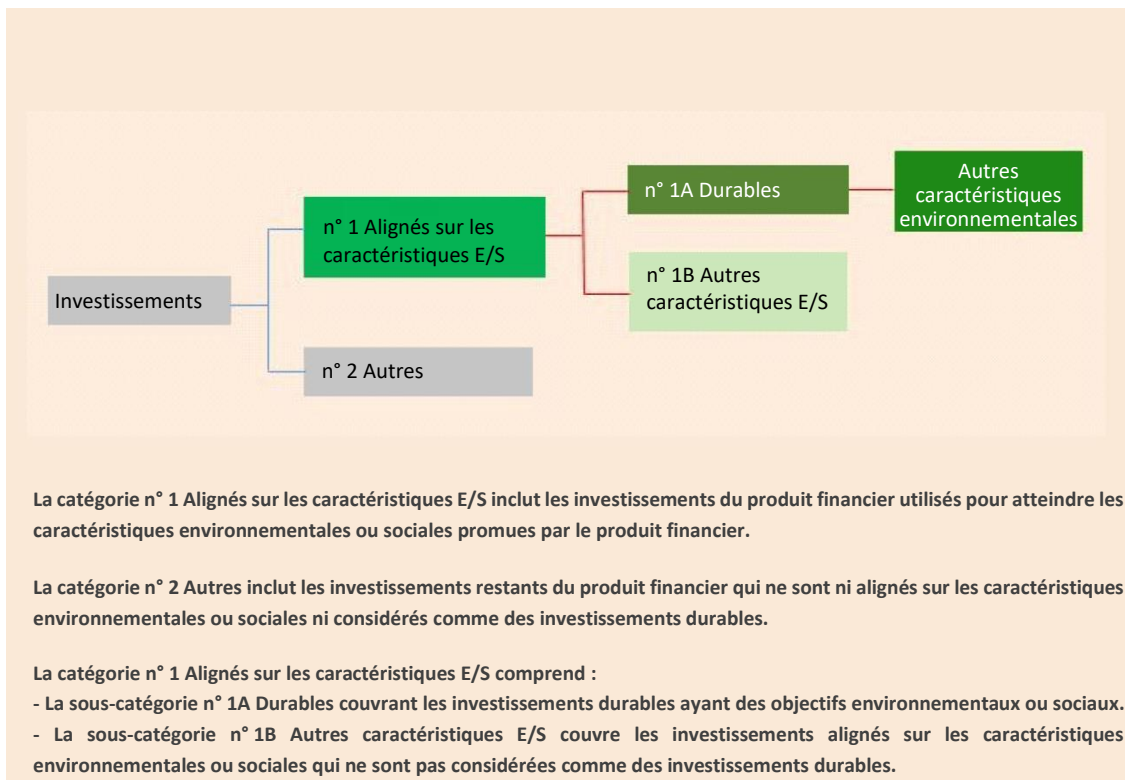 Autres
caractéristiques
environnementales
n° 1A Durables
n° 1 Alignés sur les
caractéristiques E/S
n° 1B Autres
caractéristiques E/S
Investissements
n° 2 Autres
La catégorie n° 1 Alignés sur les caractéristiques E/S inclut les investissements du produit financier utilisés pour atteindre les
caractéristiques environnementales ou sociales promues par le produit financier.
La catégorie n° 2 Autres inclut les investissements restants du produit financier qui ne sont ni alignés sur les caractéristiques
environnementales ou sociales ni considérés comme des investissements durables.
La catégorie n° 1 Alignés sur les caractéristiques E/S comprend :
- La sous-catégorie n° 1A Durables couvrant les investissements durables ayant des objectifs environnementaux ou sociaux.
- La sous-catégorie n° 1B Autres caractéristiques E/S couvre les investissements alignés sur les caractéristiques
environnementales ou sociales qui ne sont pas considérées comme des investissements durables.